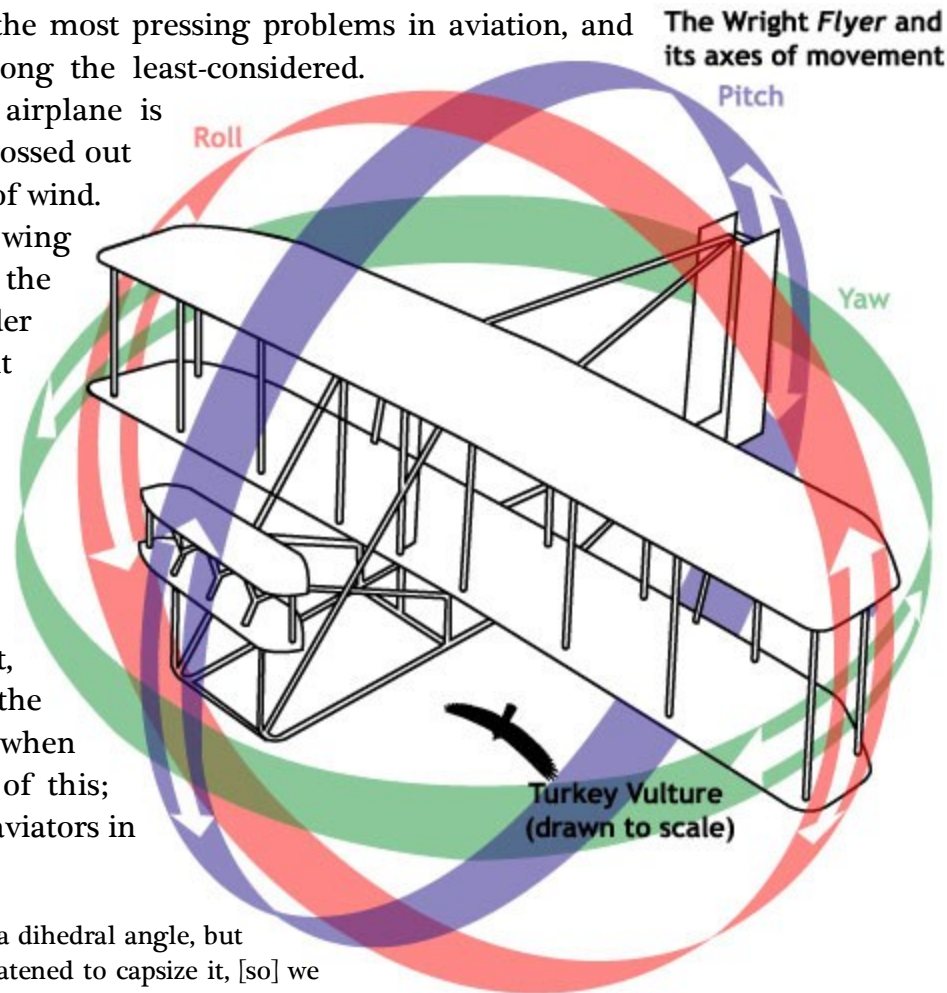 the most pressing problems in aviation, and
ong the least-considered.
airplane is
ossed out
of wind.
wing
the
ler
t
t,
the
when
of this;
aviators in
a dihedral angle, but
atened to capsize it, [so] we
The Wright Flyer and
its axes of movement
Pitch
Roll
Yaw
Turkey Vulture
(drawn to scale)